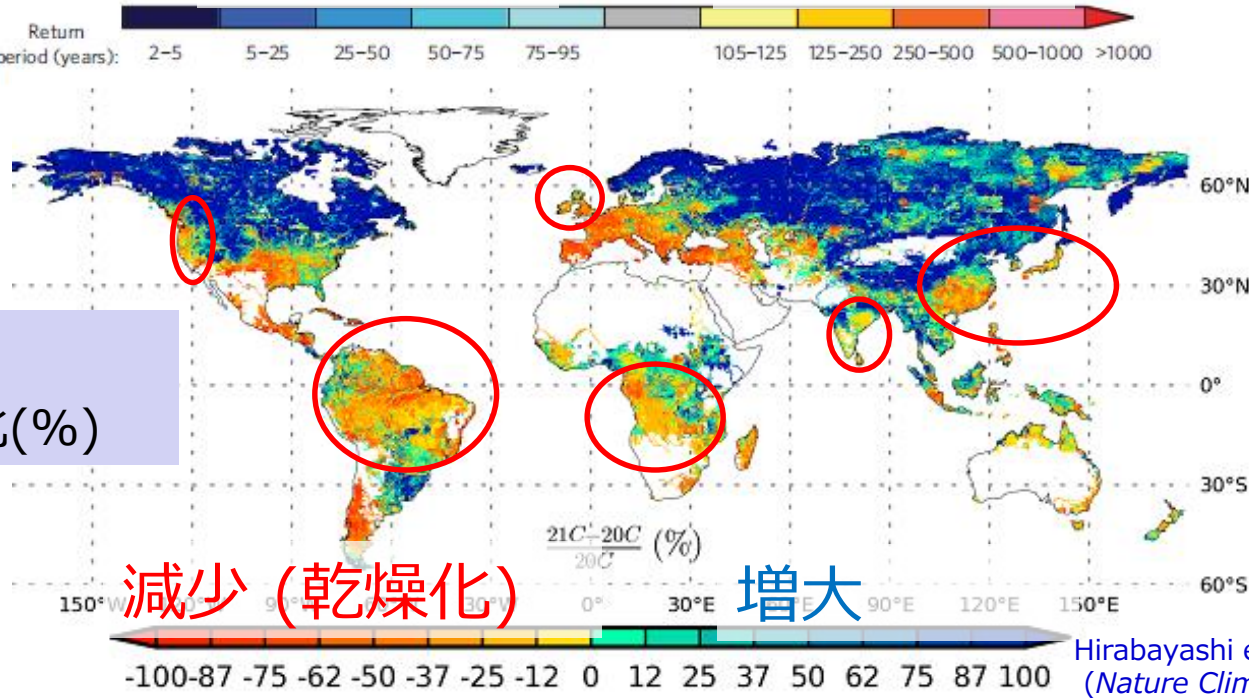 Return
period (years): 2–5 5–25 25–50 50–75 75–95 105–125 125–250 250–500 500–1000 >1000
60°N
30°N
(%)
0°
30°S
21C−20C
20C
(%)
減少 (乾燥化) 増大
60°S
150°W 90°W 30°W 0° 30°E 60°E 90°E 120°E 150°E
-100 -87 -75 -62 -50 -37 -25 -12 0 12 25 37 50 62 75 87 100
Hirabayashi e
(Nature Clim